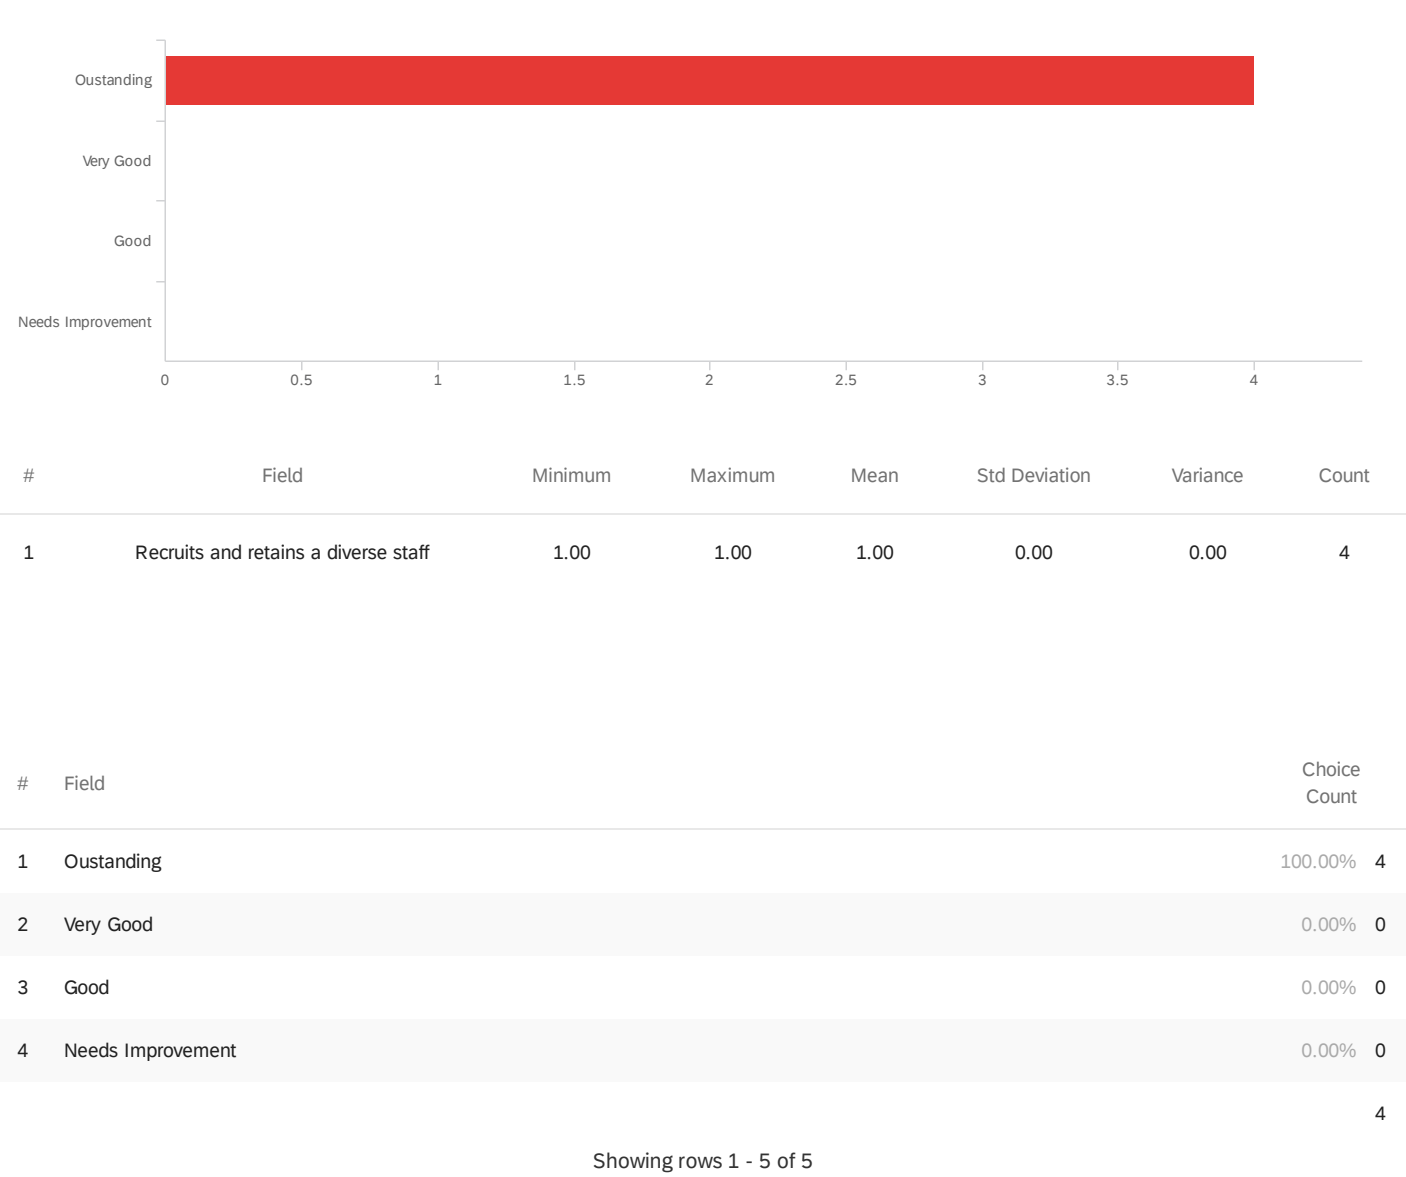 Oustanding
Very Good
Good
Needs Improvement
0 0.5 1 1.5 2 2.5 3 3.5 4
# Field Minimum Maximum Mean Std Deviation Variance Count
1 Recruits and retains a diverse staff 1.00 1.00 1.00 0.00 0.00 4
# Field Choice
Count
1 Oustanding 100.00% 4
2 Very Good 0.00% 0
3 Good 0.00% 0
4 Needs Improvement 0.00% 0
4
Showing rows 1 - 5 of 5